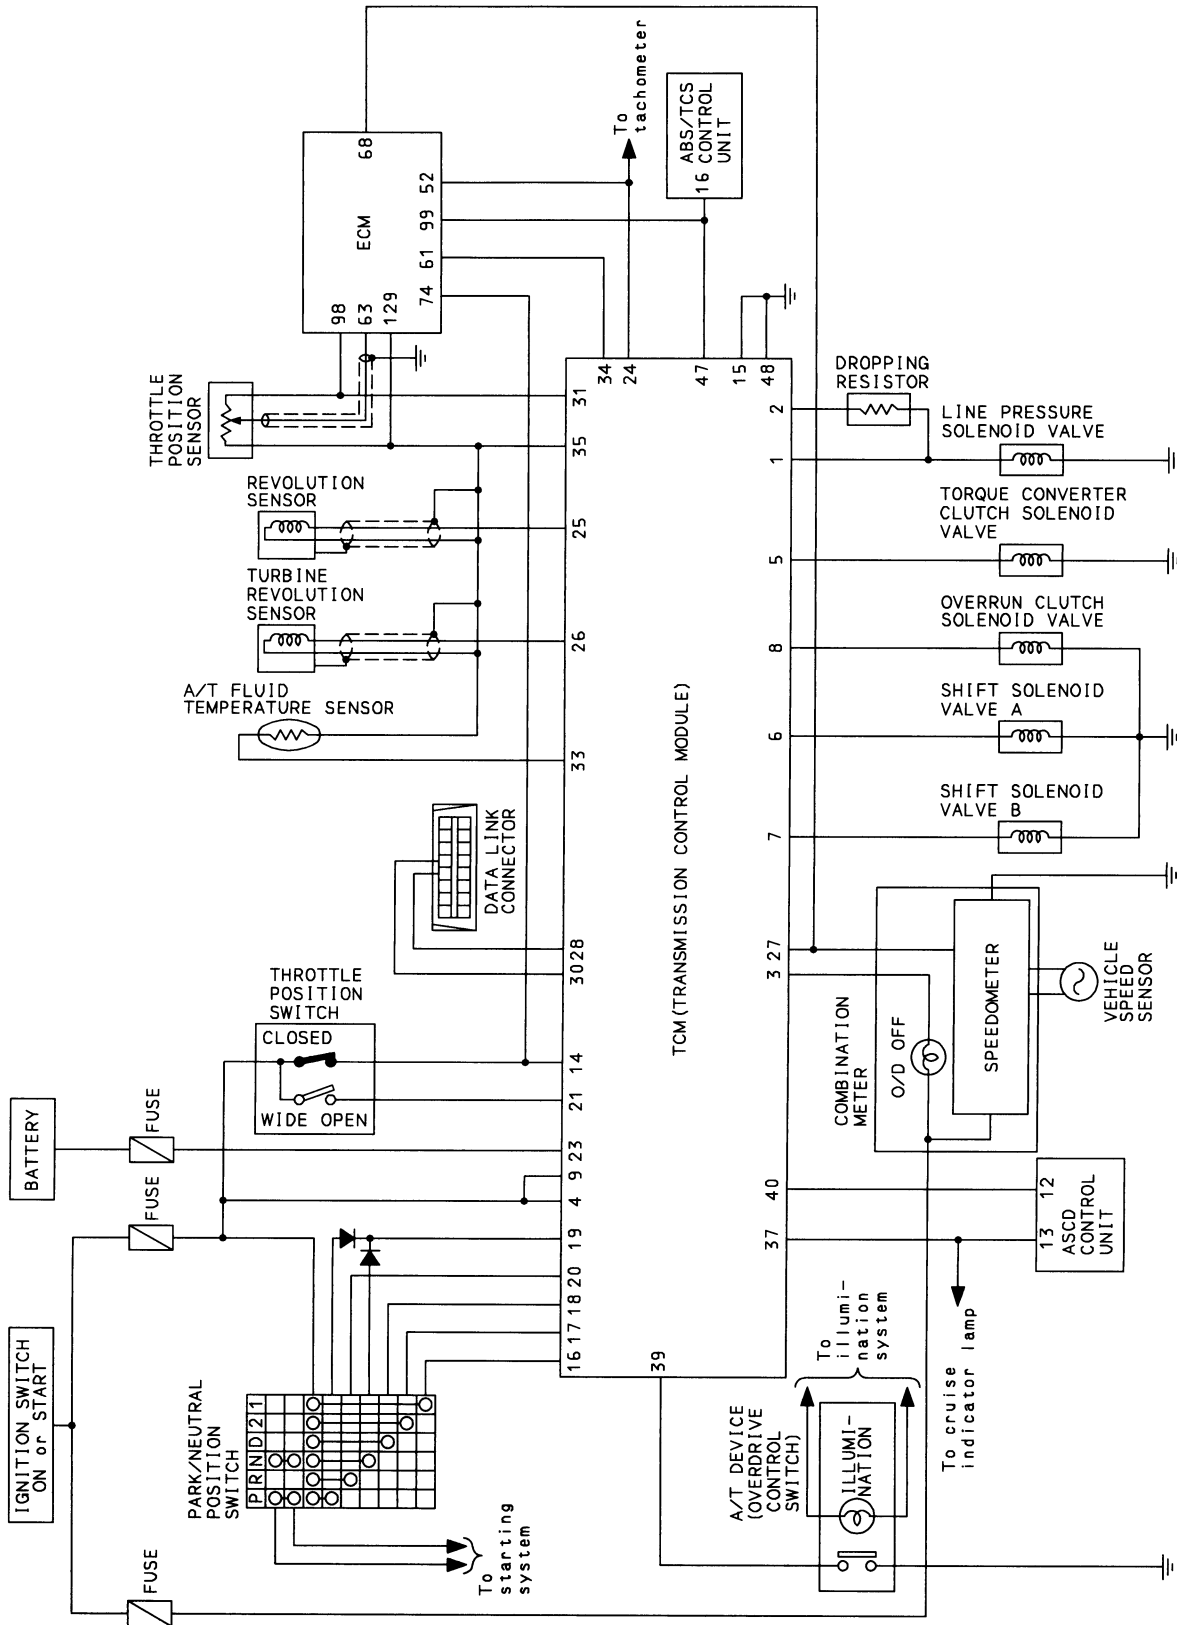 68
ECM
52
99
61
74
98
63
129
To
tachometer
16
ABS/TCS
CONTROL
UNIT
THROTTLE
POSITION
SENSOR
REVOLUTION
SENSOR
TURBINE
REVOLUTION
SENSOR
A/T FLUID
TEMPERATURE SENSOR
DATA LINK
CONNECTOR
THROTTLE
POSITION
SWITCH
CLOSED
WIDE OPEN
BATTERY
FUSE
FUSE
IGNITION SWITCH
ON or START
FUSE
PARK/NEUTRAL
POSITION
SWITCH
P R N D 2 1
To
starting
system
34
24
47
15
48
31
35
25
26
33
28
30
14
21
23
9
4
19
20
18
17
16
TCM(TRANSMISSION CONTROL MODULE)
2
1
5
8
6
7
27
3
40
37
39
DROPPING
RESISTOR
LINE PRESSURE
SOLENOID VALVE
TORQUE CONVERTER
CLUTCH SOLENOID
VALVE
OVERRUN CLUTCH
SOLENOID VALVE
SHIFT SOLENOID
VALVE A
SHIFT SOLENOID
VALVE B
COMBINATION
METER
O/D OFF
SPEEDOMETER
VEHICLE
SPEED
SENSOR
12
13
ASCD
CONTROL
UNIT
To cruise
indicator lamp
To
illumi-
nation
system
A/T DEVICE
(OVERDRIVE
CONTROL
SWITCH)
ILLUMI-
NATION